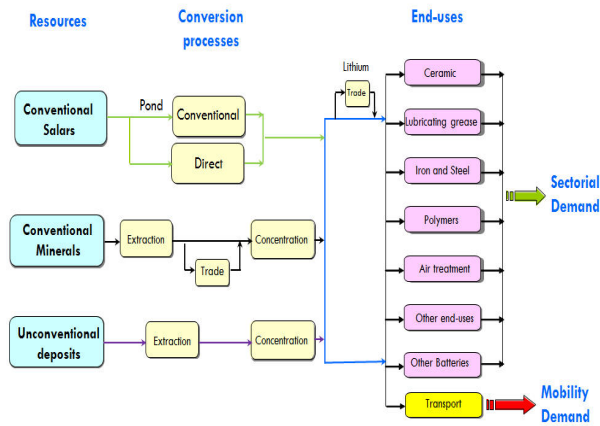 Resources
Conversion
processes
End-uses
Conventional
Salars
Pond
Conventional
Direct
Conventional
Minerals
Extraction
Trade
Concentration
Unconventional
deposits
Extraction
Concentration
Lithium
Trade
Ceramic
Lubricating grease
Iron and Steel
Polymers
Air treatment
Other end-uses
Other Batteries
Transport
Sectorial
Demand
Mobility
Demand